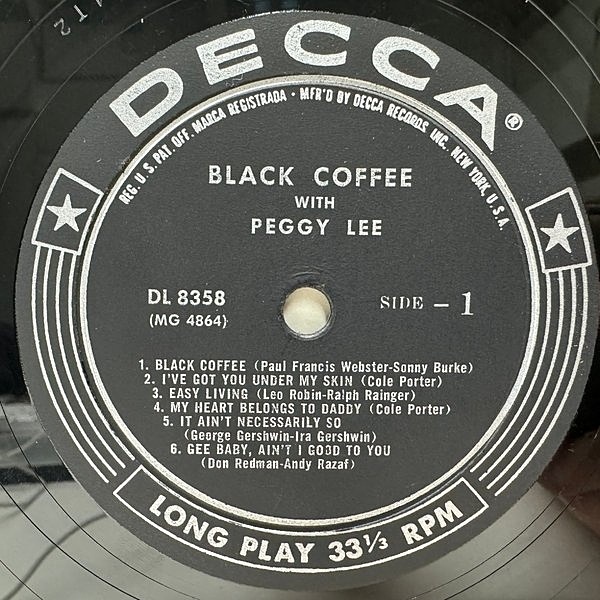 DECCA®
REG. U.S. PAT. OFF. MARCA REGISTRADA • MFR'D BY DECCA RECORDS, INC., NEW YORK, U.S.A.
BLACK COFFEE
WITH
PEGGY LEE
DL 8358
(MG 4864)
SIDE - 1
1. BLACK COFFEE (Paul Francis Webster-Sonny Burke)
2. I'VE GOT YOU UNDER MY SKIN (Cole Porter)
3. EASY LIVING (Leo Robin-Ralph Rainger)
4. MY HEART BELONGS TO DADDY (Cole Porter)
5. IT AIN'T NECESSARILY SO
(George Gershwin-Ira Gershwin)
6. GEE BABY, AIN'T I GOOD TO YOU
(Don Redman-Andy Razaf)
LONG PLAY 33⅓ RPM